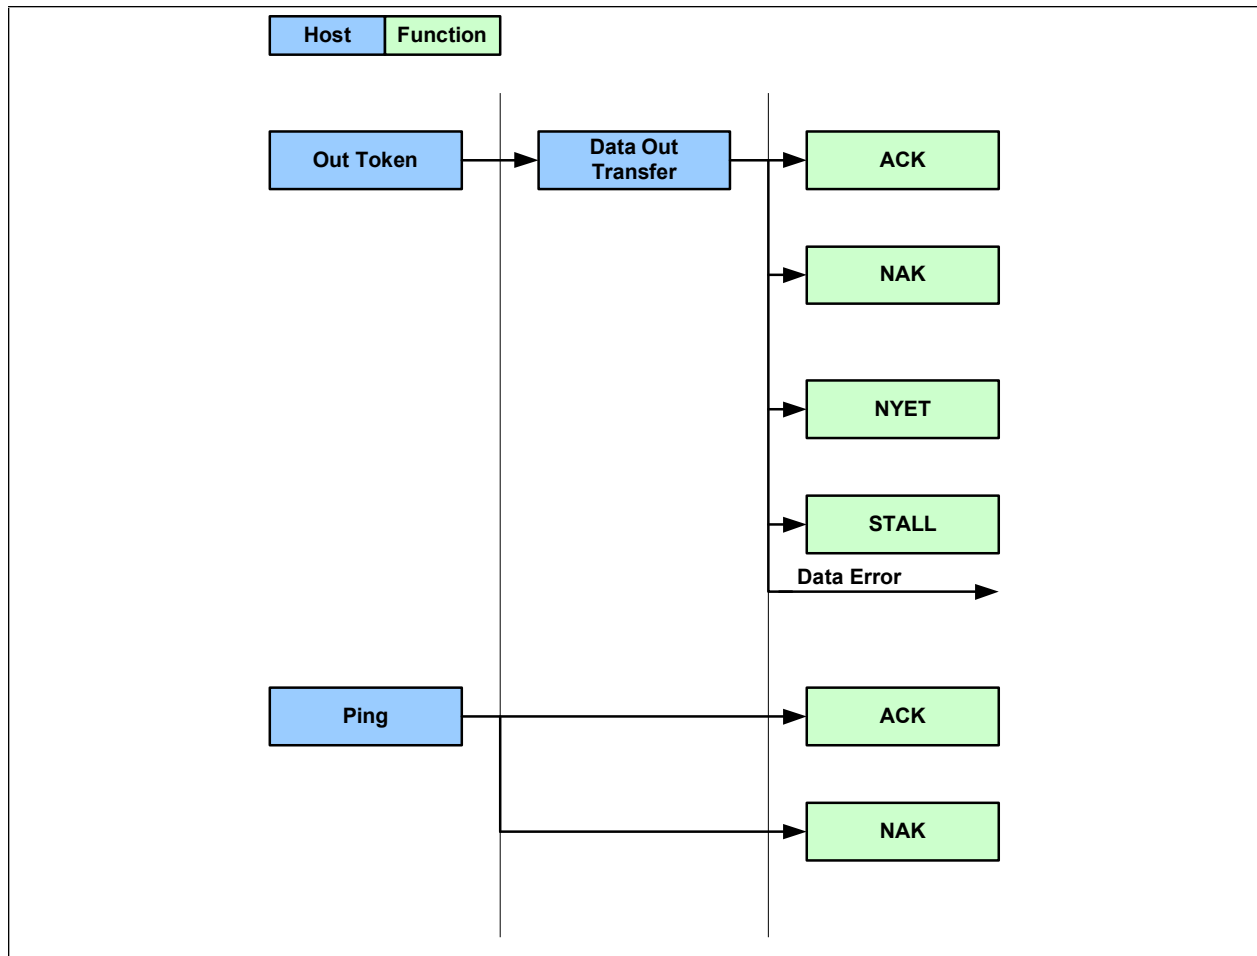 Host
Function
Out Token
Data Out
Transfer
ACK
NAK
NYET
STALL
Data Error
Ping
ACK
NAK